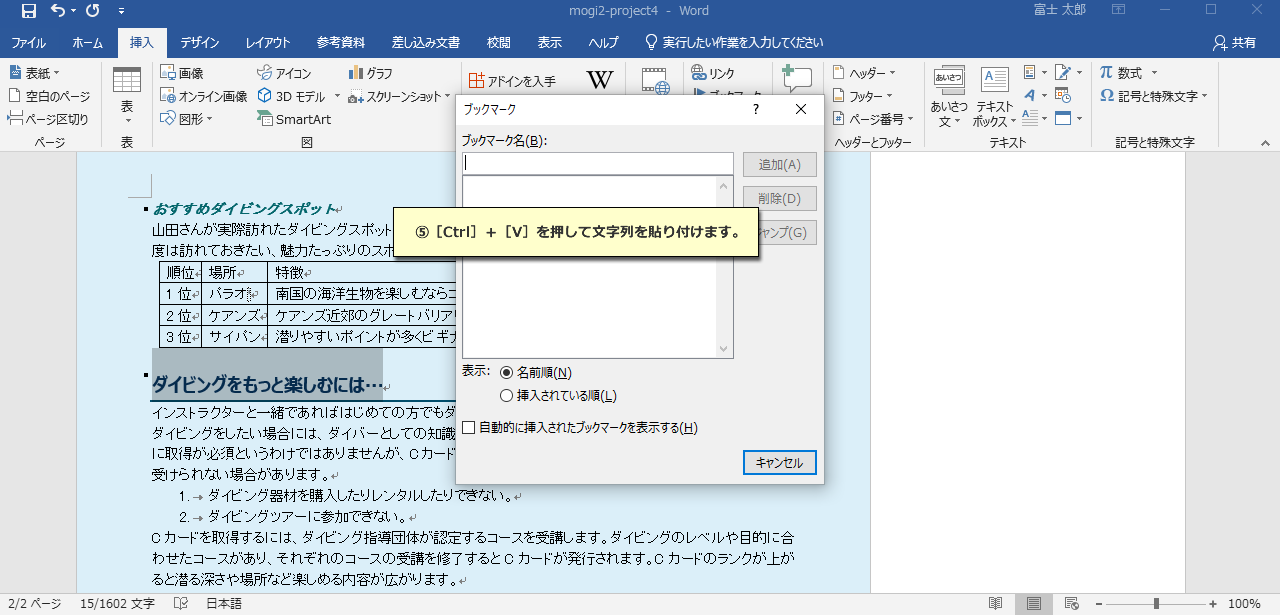 mogi2-project4 - Word
富士 太郎
ファイル ホーム 挿入 デザイン レイアウト 参考資料 差し込み文書 校閲 表示 ヘルプ 実行したい作業を入力してください 共有
表紙
空白のページ
ページ区切り
ページ
表
表
画像
オンライン画像
図形
アイコン
3D モデル
SmartArt
グラフ
スクリーンショット
図
アドインを入手
W
リンク
ブックマーク
ヘッダー
フッター
ページ番号
ヘッダーとフッター
あいさつ
あいさつ文
テキスト ボックス
テキスト
数式
記号と特殊文字
記号と特殊文字
ブックマーク ?
ブックマーク名(B):
追加(A)
削除(D)
ャンプ(G)
⑤［Ctrl］＋［V］を押して文字列を貼り付けます。
表示: 名前順(N)
挿入されている順(L)
自動的に挿入されたブックマークを表示する(H)
キャンセル
おすすめダイビングスポット
山田さんが実際訪れたダイビングスポット
度は訪れておきたい、魅力たっぷりのスポ
順位 場所 特徴
1 位 パラオ 南国の海洋生物を楽しむならコ
2 位 ケアンズ ケアンズ近郊のグレートバリアリ
3 位 サイパン 潜りやすいポイントが多くビギナ
ダイビングをもっと楽しむには…
インストラクターと一緒であればはじめての方でもダ
ダイビングをしたい場合には、ダイバーとしての知識
に取得が必須というわけではありませんが、C カード
受けられない場合があります。
1. ダイビング器材を購入したりレンタルしたりできない。
2. ダイビングツアーに参加できない。
C カードを取得するには、ダイビング指導団体が認定するコースを受講します。ダイビングのレベルや目的に合
わせたコースがあり、それぞれのコースの受講を修了すると C カードが発行されます。C カードのランクが上が
ると潜る深さや場所など楽しめる内容が広がります。
2/2 ページ 15/1602 文字 日本語 100%